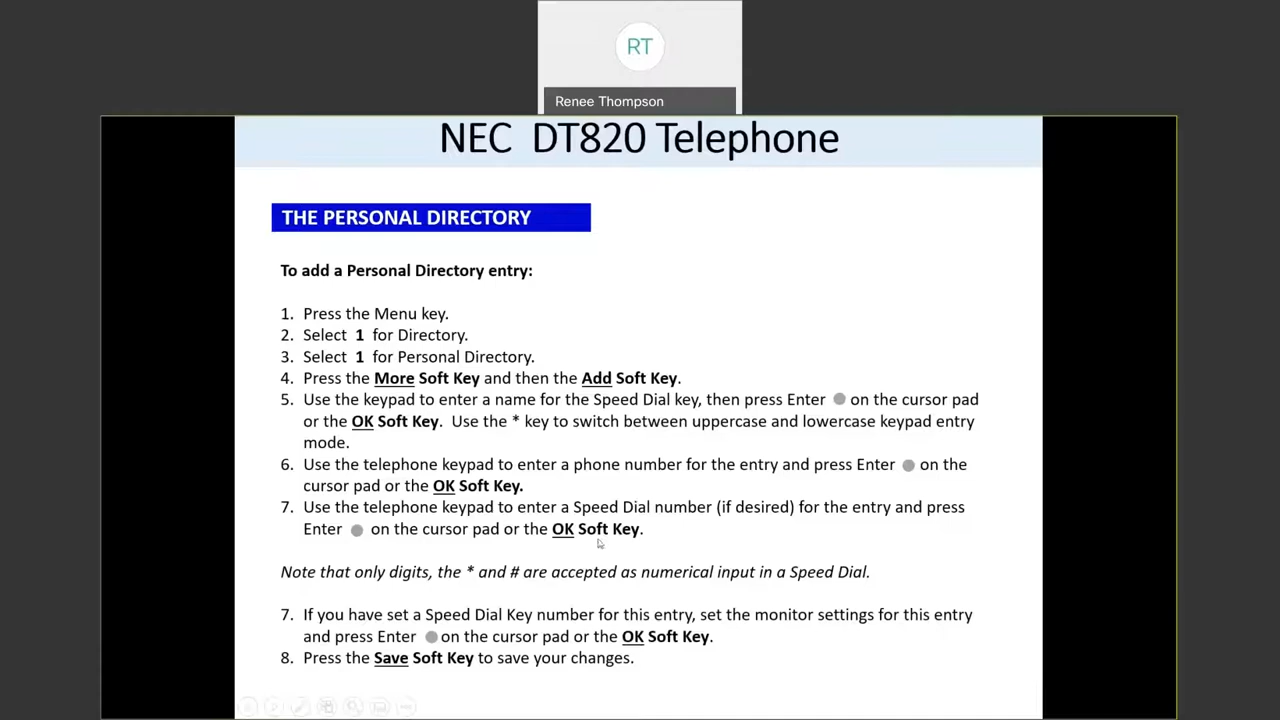 RT
Renee Thompson
NEC DT820 Telephone
THE PERSONAL DIRECTORY
To add a Personal Directory entry:
1. Press the Menu key.
2. Select 1 for Directory.
3. Select 1 for Personal Directory.
4. Press the More Soft Key and then the Add Soft Key.
5. Use the keypad to enter a name for the Speed Dial key, then press Enter on the cursor pad
or the OK Soft Key. Use the * key to switch between uppercase and lowercase keypad entry
mode.
6. Use the telephone keypad to enter a phone number for the entry and press Enter on the
cursor pad or the OK Soft Key.
7. Use the telephone keypad to enter a Speed Dial number (if desired) for the entry and press
Enter on the cursor pad or the OK Soft Key.
Note that only digits, the * and # are accepted as numerical input in a Speed Dial.
7. If you have set a Speed Dial Key number for this entry, set the monitor settings for this entry
and press Enter on the cursor pad or the OK Soft Key.
8. Press the Save Soft Key to save your changes.